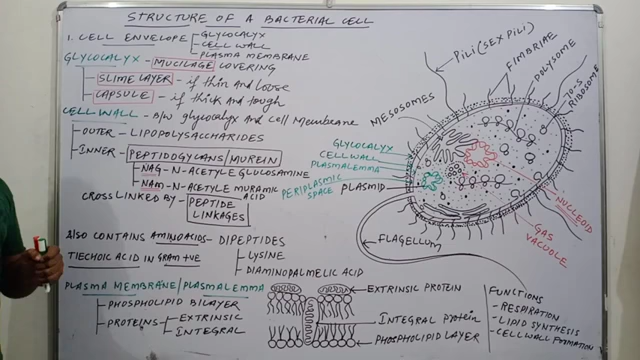 STRUCTURE OF A BACTERIAL CELL
1. CELL ENVELOPE
GLYCOCALYX
CELL WALL
PLASMA MEMBRANE
GLYCOCALYX - MUCILAGE COVERING
SLIME LAYER - if thin and loose
CAPSULE - if thick and tough
CELL WALL - B/w glycocalyx and Cell Membrane
OUTER - LIPOPOLYSACCHARIDES
INNER - PEPTIDOGLYCANS/MUREIN
NAG - N-ACETYLE GLUCOSAMINE
NAM - N-ACETYLE MURAMIC ACID
CROSS LINKED BY - PEPTIDE LINKAGES
Also CONTAINS AMINOACIDS - DIPEPTIDES
LYSINE
DIAMINOPALMELIC ACID
TIECHOIC ACID IN GRAM +VE
PLASMA MEMBRANE/PLASMALEMMA
PHOSPHOLIPID BILAYER
PROTEINS
EXTRINSIC
INTEGRAL
PILI (SEX PILI)
FIMBRIAE
POLYSOME
70-S RIBOSOME
MESOSOMES
GLYCOCALYX
CELL WALL
PLASMALEMMA
PERIPLASMIC SPACE
PLASMID
NUCLEOID
GAS VACUOLE
FLAGELLUM
EXTRINSIC PROTEIN
INTEGRAL PROTEIN
PHOSPHOLIPID LAYER
FUNCTIONS
- RESPIRATION
- LIPID SYNTHESIS
- CELL WALL FORMATION